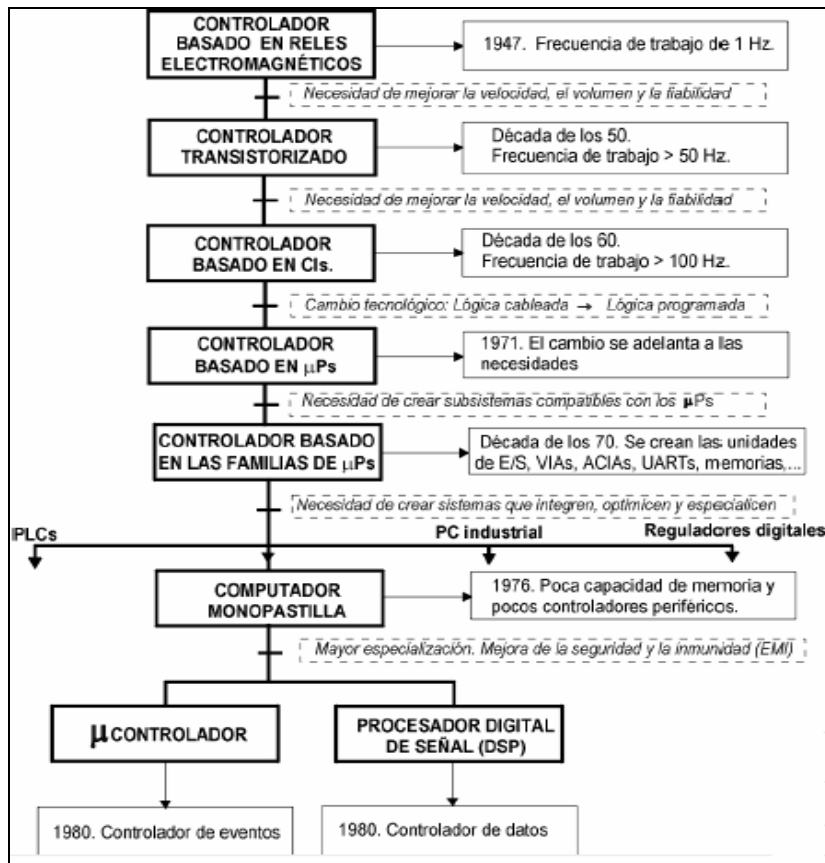 CONTROLADOR
BASADO EN RELES
ELECTROMAGNÉTICOS
1947. Frecuencia de trabajo de 1 Hz.
Necesidad de mejorar la velocidad, el volumen y la fiabilidad
CONTROLADOR
TRANSISTORIZADO
Década de los 50.
Frecuencia de trabajo > 50 Hz.
Necesidad de mejorar la velocidad, el volumen y la fiabilidad
CONTROLADOR
BASADO EN CIs.
Década de los 60.
Frecuencia de trabajo > 100 Hz.
Cambio tecnológico: Lógica cableada → Lógica programada
CONTROLADOR
BASADO EN µPs
1971. El cambio se adelanta a las
necesidades
Necesidad de crear subsistemas compatibles con los µPs
CONTROLADOR BASADO
EN LAS FAMILIAS DE µPs
Década de los 70. Se crean las unidades
de E/S, VIAs, ACIAs, UARTs, memorias,...
Necesidad de crear sistemas que integren, optimicen y especialicen
PLCs
PC industrial
Reguladores digitales
COMPUTADOR
MONOPASTILLA
1976. Poca capacidad de memoria y
pocos controladores periféricos.
Mayor especialización. Mejora de la seguridad y la inmunidad (EMI)
µ CONTROLADOR
PROCESADOR DIGITAL
DE SEÑAL (DSP)
1980. Controlador de eventos
1980. Controlador de datos